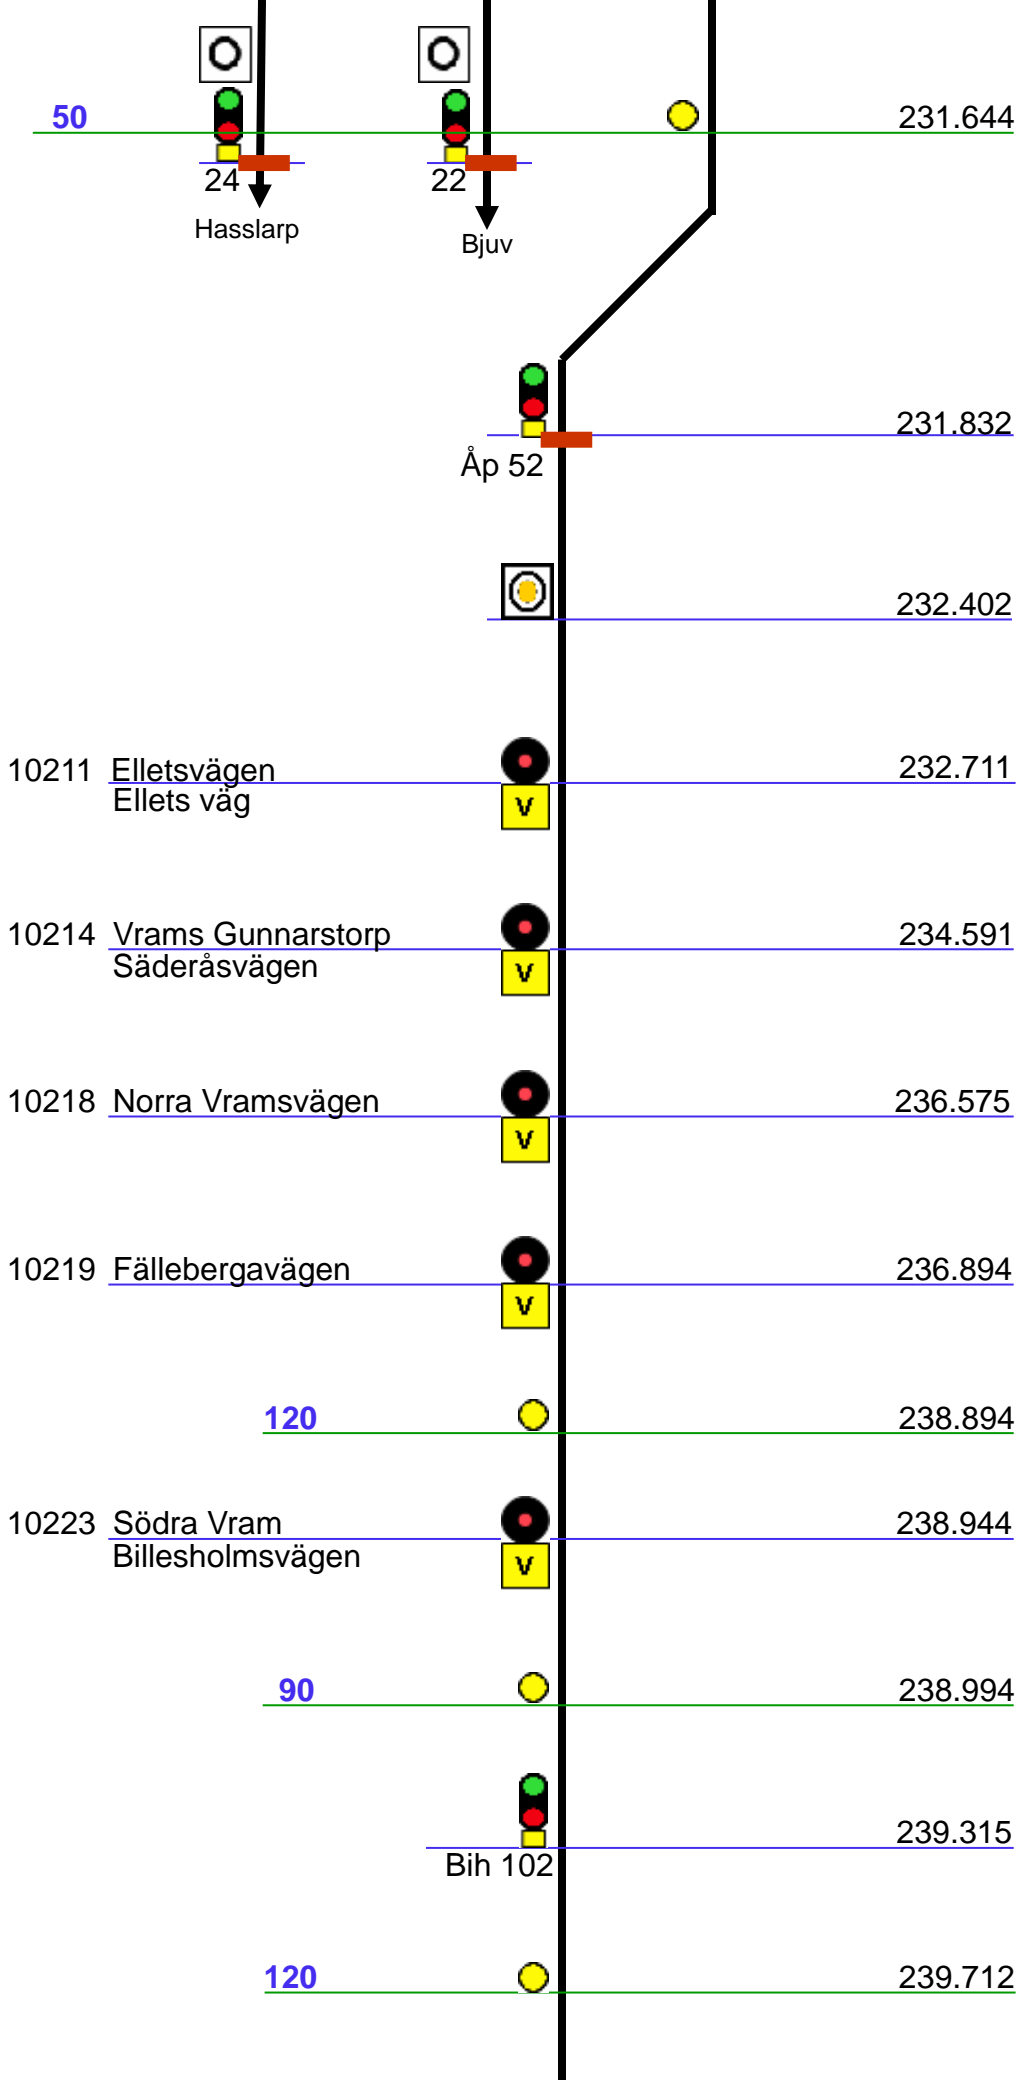 50 231.644
24 22
Hasslarp
Bjuv
231.832
Åp 52
232.402
10211 Elletsvägen 232.711
Ellets väg
V
10214 Vrams Gunnarstorp 234.591
Säderåsvägen
V
10218 Norra Vramsvägen 236.575
V
10219 Fällebergavägen 236.894
V
120 238.894
10223 Södra Vram 238.944
Billesholmsvägen
V
90 238.994
239.315
Bih 102
120 239.712